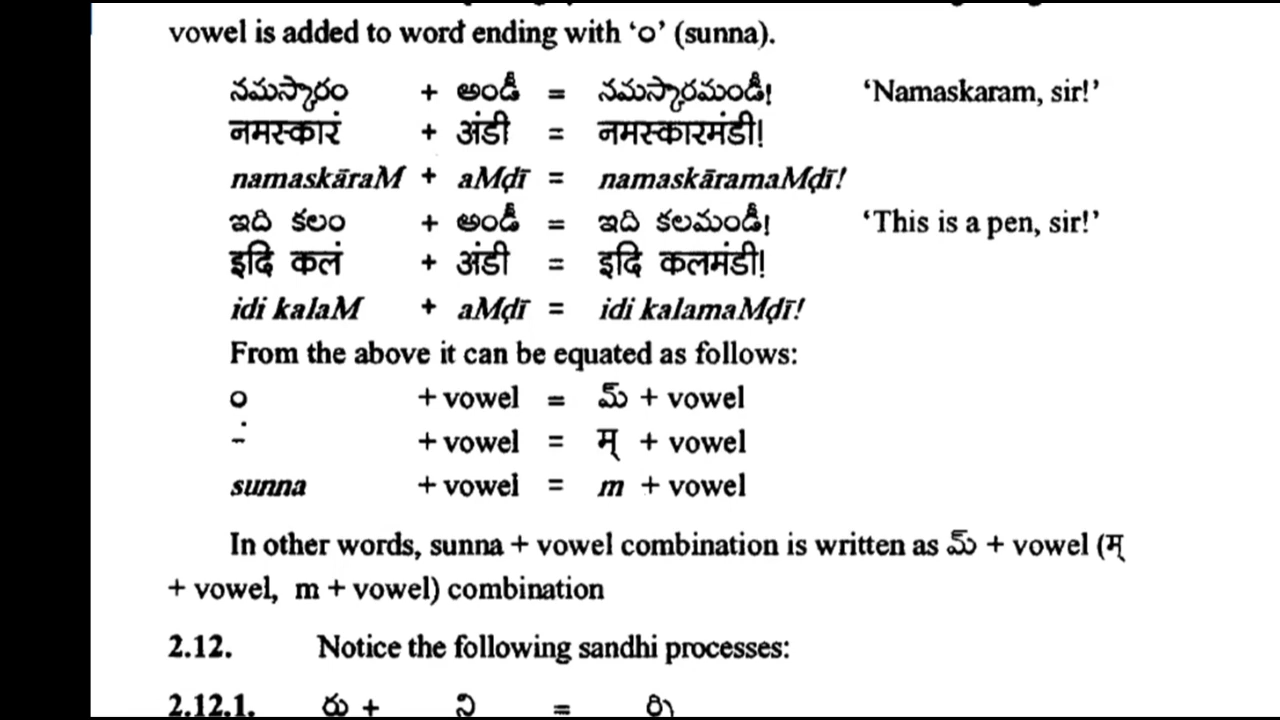 vowel is added to word ending with ‘ం’ (sunna).
నమస్కారం + అండీ = నమస్కారమండీ! ‘Namaskaram, sir!’
नमस्कारं + अंडी = नमस्कारमंडी!
namaskāraM + aMḍī = namaskāramaMḍī!
ఇది కలం + అండీ = ఇది కలమండీ! ‘This is a pen, sir!’
इदि कलं + अंडी = इदि कलमंडी!
idi kalaM + aMḍī = idi kalamaMḍī!
From the above it can be equated as follows:
ం + vowel = మ్ + vowel
-ं + vowel = म् + vowel
sunna + vowel = m + vowel
In other words, sunna + vowel combination is written as మ్ + vowel (म्
+ vowel, m + vowel) combination
2.12. Notice the following sandhi processes:
2.12.1. రు + ని =